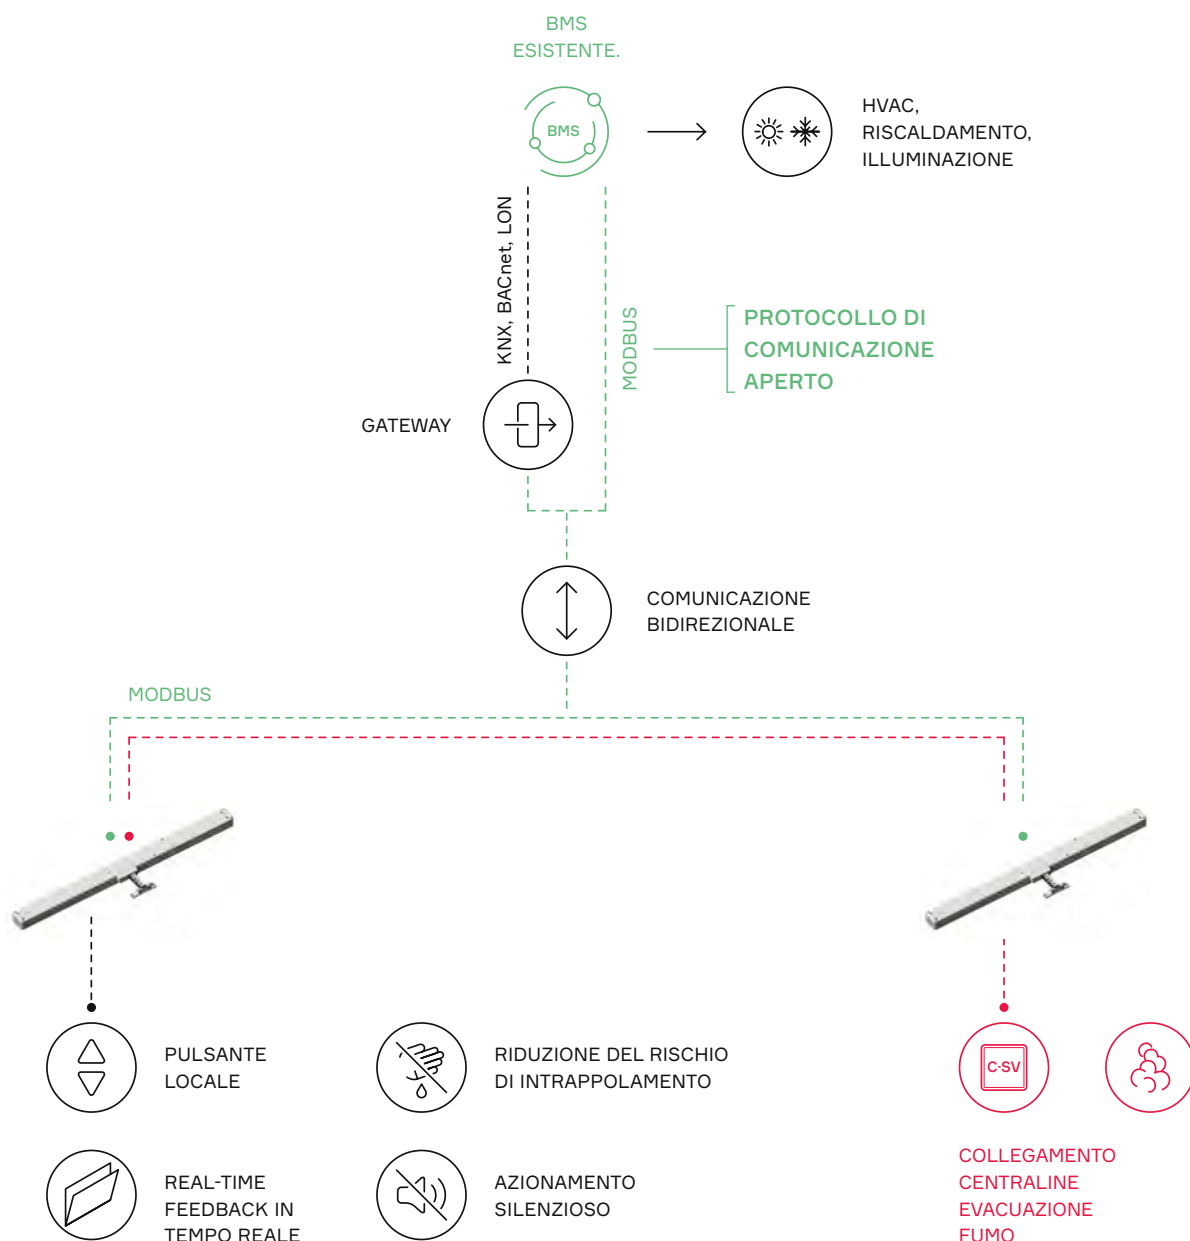 BMS
ESISTENTE.
BMS
HVAC,
RISCALDAMENTO,
ILLUMINAZIONE
KNX, BACnet, LON
MODBUS
PROTOCOLLO DI
COMUNICAZIONE
APERTO
GATEWAY
COMUNICAZIONE
BIDIREZIONALE
MODBUS
PULSANTE
LOCALE
RIDUZIONE DEL RISCHIO
DI INTRAPPOLAMENTO
C-SV
REAL-TIME
FEEDBACK IN
TEMPO REALE
AZIONAMENTO
SILENZIOSO
COLLEGAMENTO
CENTRALINE
EVACUAZIONE
FUMO